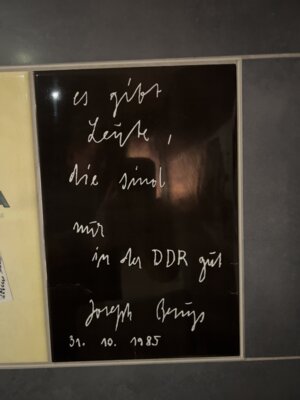 es gibt
Leute,
die sind
nur
in der DDR gut
Joseph Beuys
31. 10. 1985